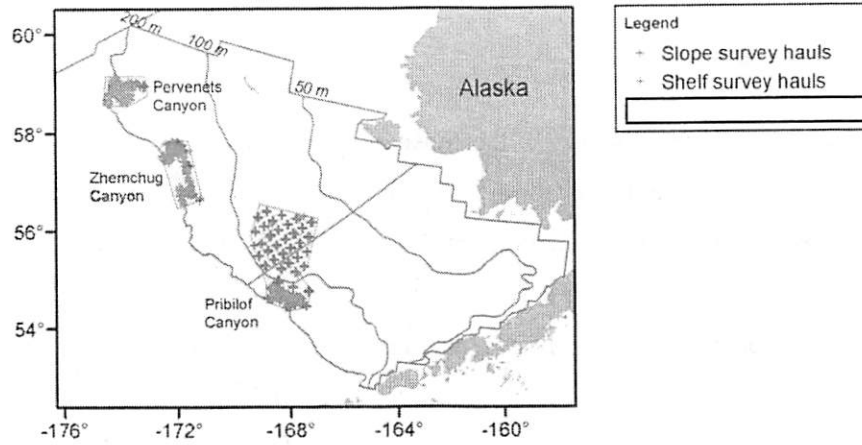 60°
58°
56°
54°
200 m
100 m
50 m
Alaska
Pervenets
Canyon
Zhemchug
Canyon
Pribilof
Canyon
-176°
-172°
-168°
-164°
-160°
Legend
Slope survey hauls
Shelf survey hauls